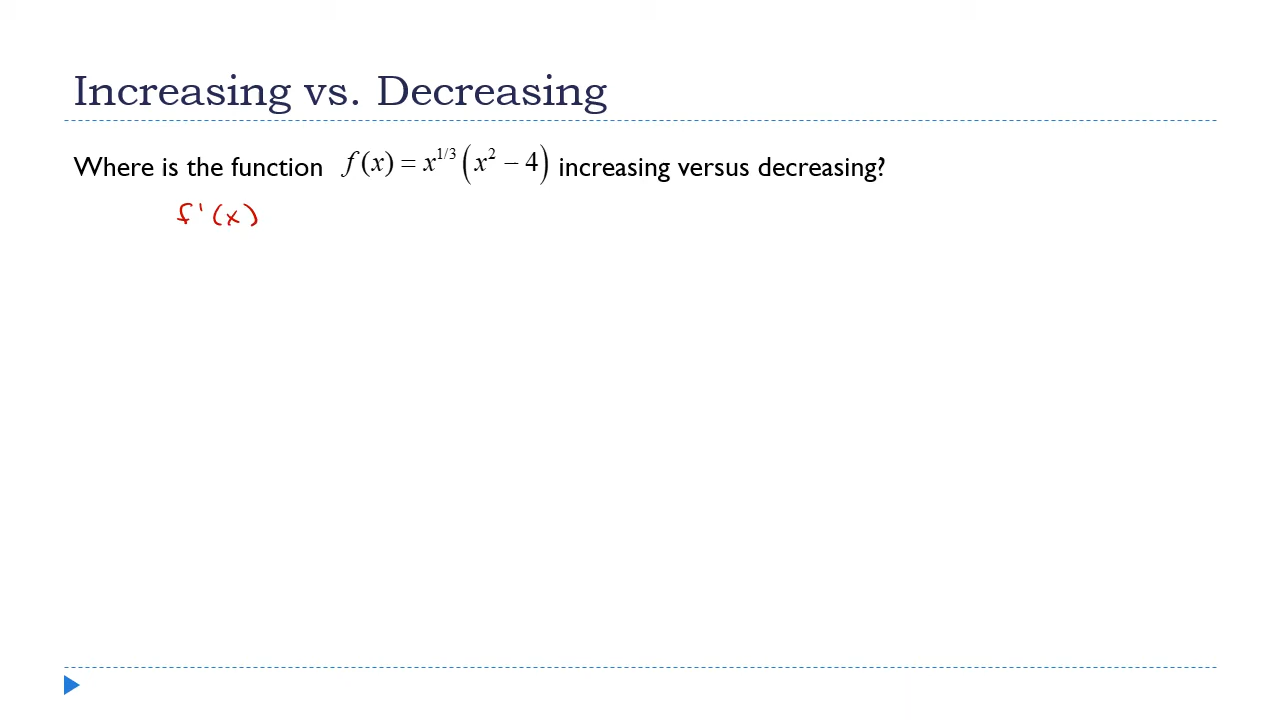 Increasing vs. Decreasing
Where is the function f(x) = x^{1/3}(x^2 − 4) increasing versus decreasing?
f'(x)